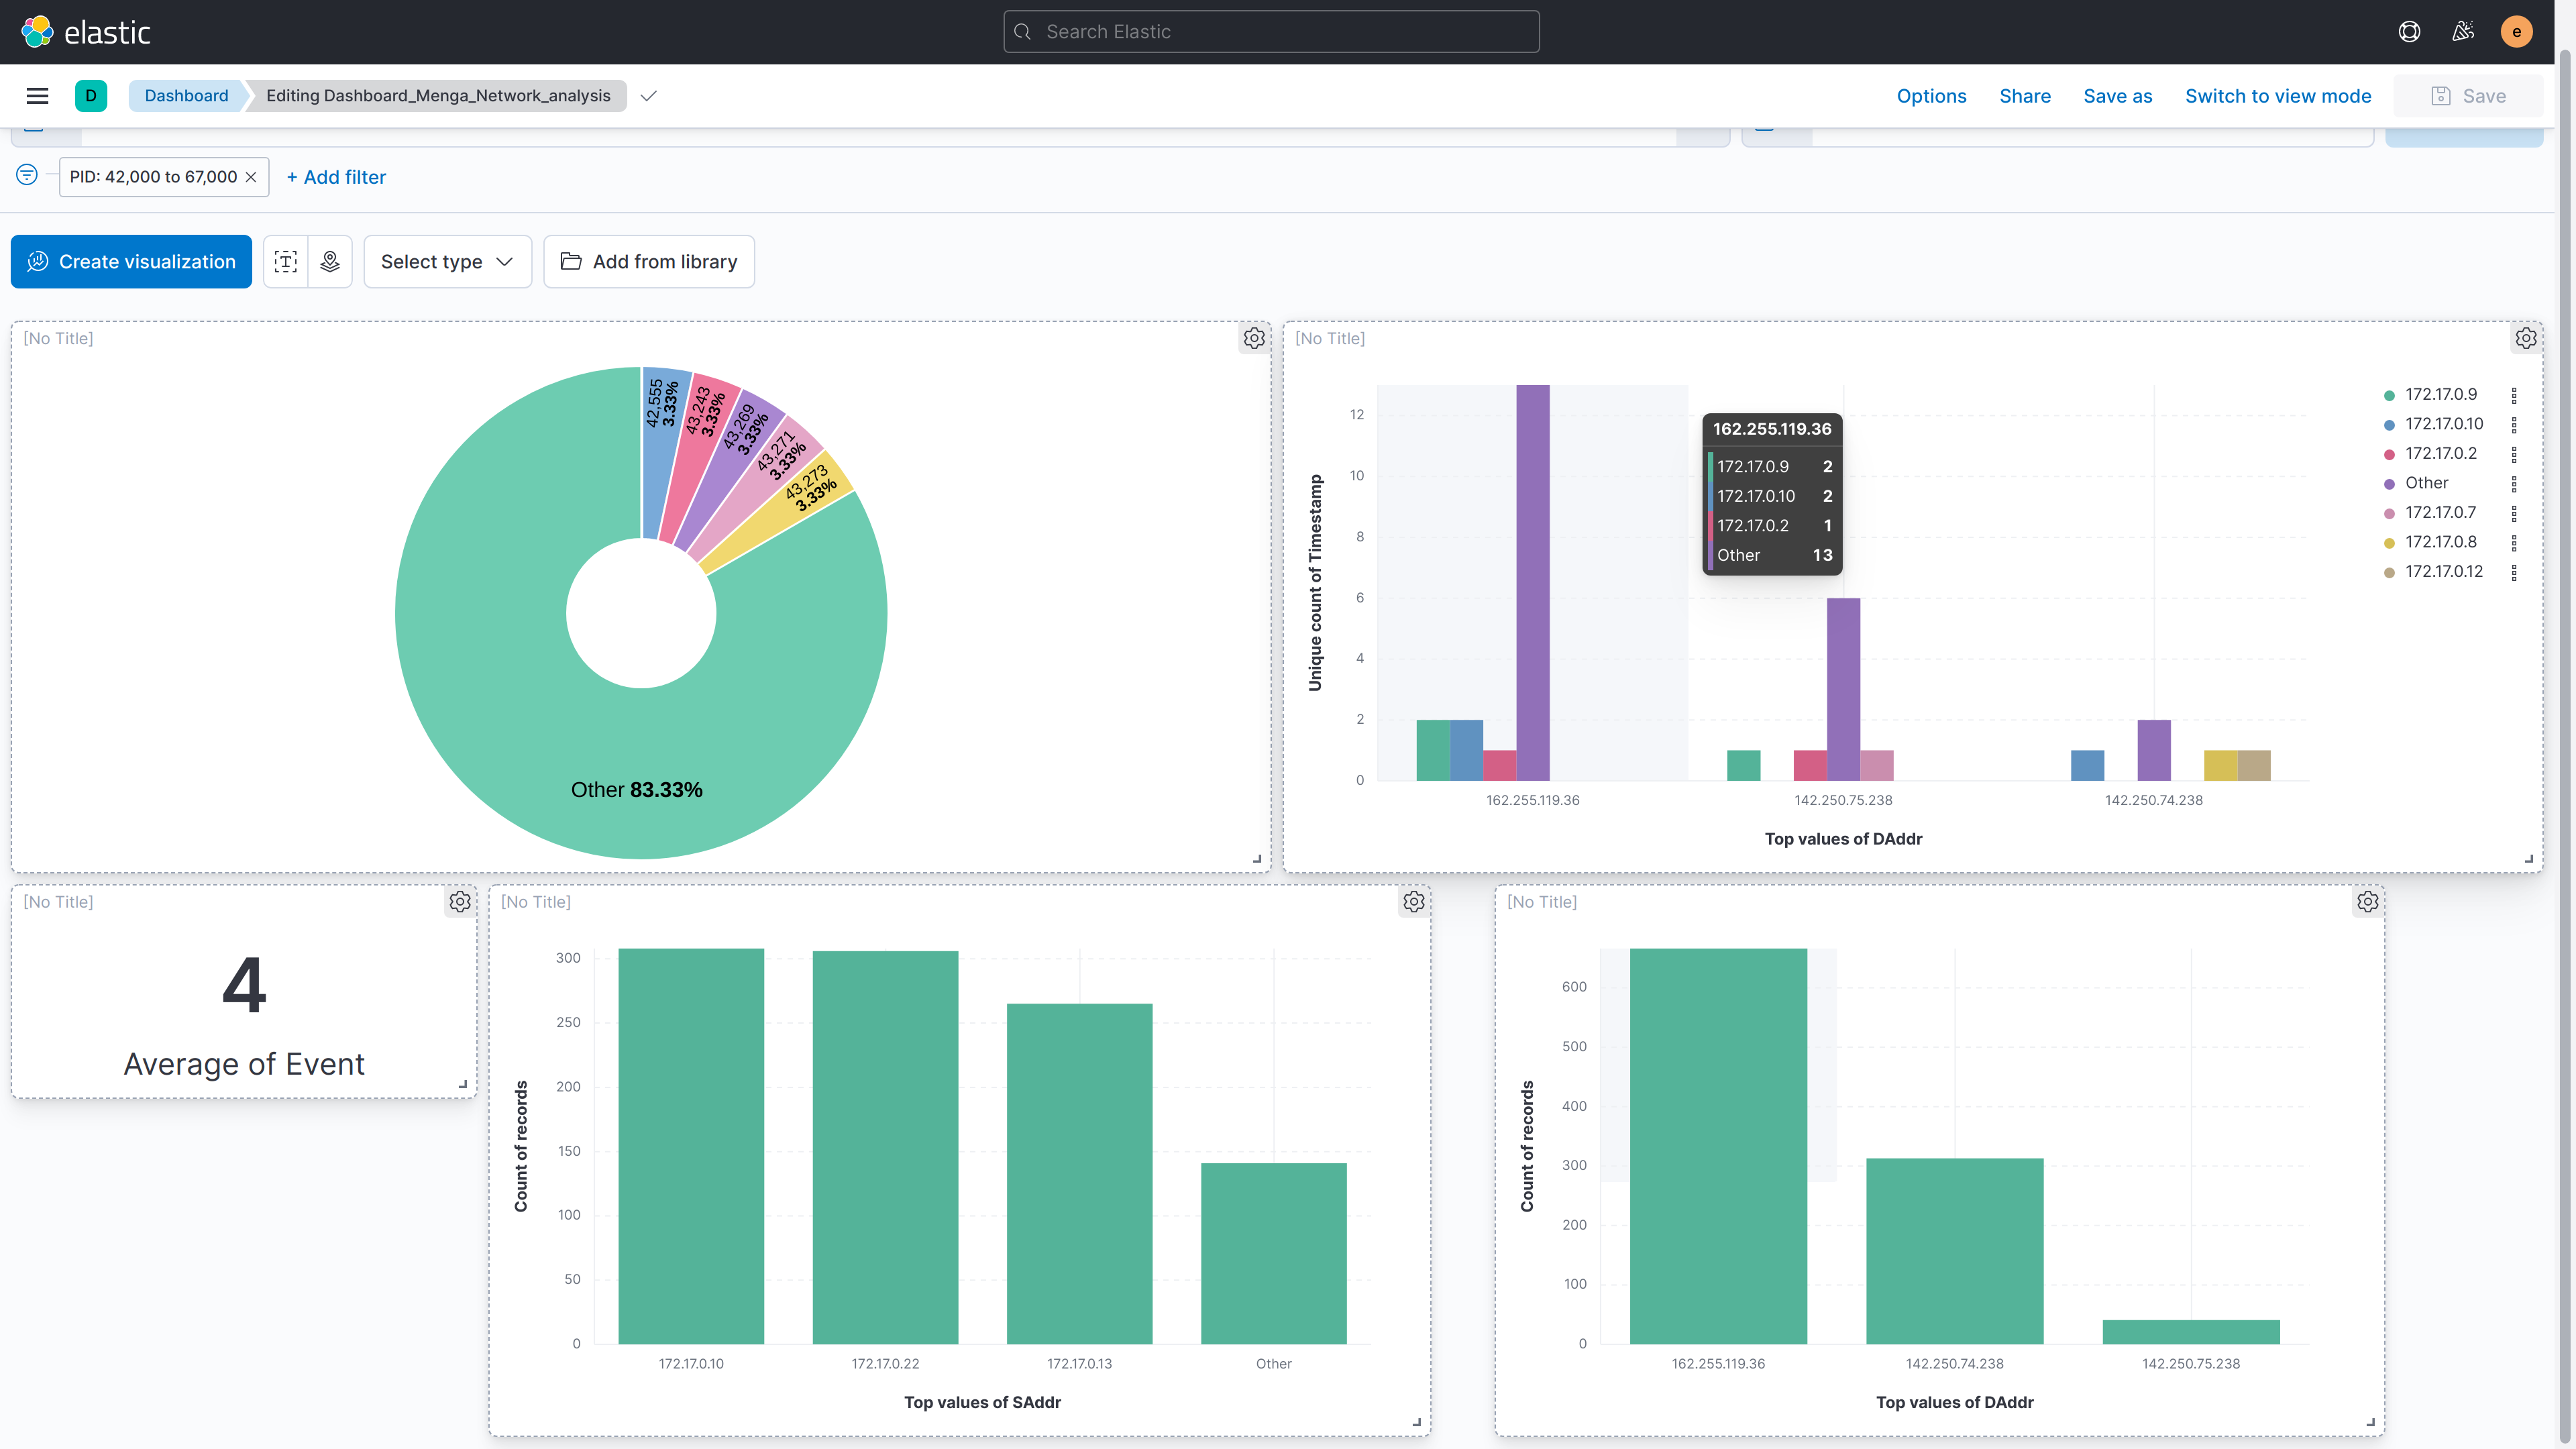 elastic
Search Elastic
e
D
Dashboard
Editing Dashboard_Menga_Network_analysis
Options
Share
Save as
Switch to view mode
Save
PID: 42,000 to 67,000
+ Add filter
Create visualization
Select type
Add from library
[No Title]
42,555
3.33%
43,243
3.33%
43,269
3.33%
43,271
3.33%
43,273
3.33%
Other 83.33%
[No Title]
Unique count of Timestamp
12
10
8
6
4
2
0
162.255.119.36
172.17.0.9 2
172.17.0.10 2
172.17.0.2 1
Other 13
162.255.119.36
142.250.75.238
142.250.74.238
Top values of DAddr
172.17.0.9
172.17.0.10
172.17.0.2
Other
172.17.0.7
172.17.0.8
172.17.0.12
[No Title]
4
Average of Event
[No Title]
Count of records
300
250
200
150
100
50
0
172.17.0.10
172.17.0.22
172.17.0.13
Other
Top values of SAddr
[No Title]
Count of records
600
500
400
300
200
100
0
162.255.119.36
142.250.74.238
142.250.75.238
Top values of DAddr